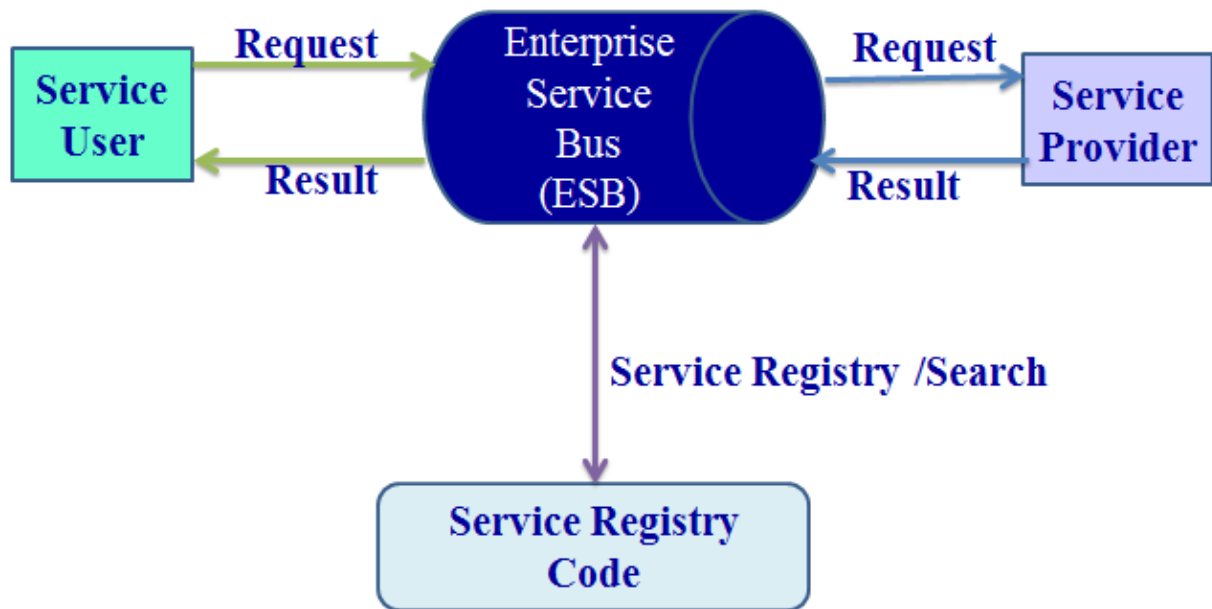 Request
Service
User
Result
Enterprise
Service
Bus
(ESB)
Request
Result
Service
Provider
Service Registry /Search
Service Registry
Code